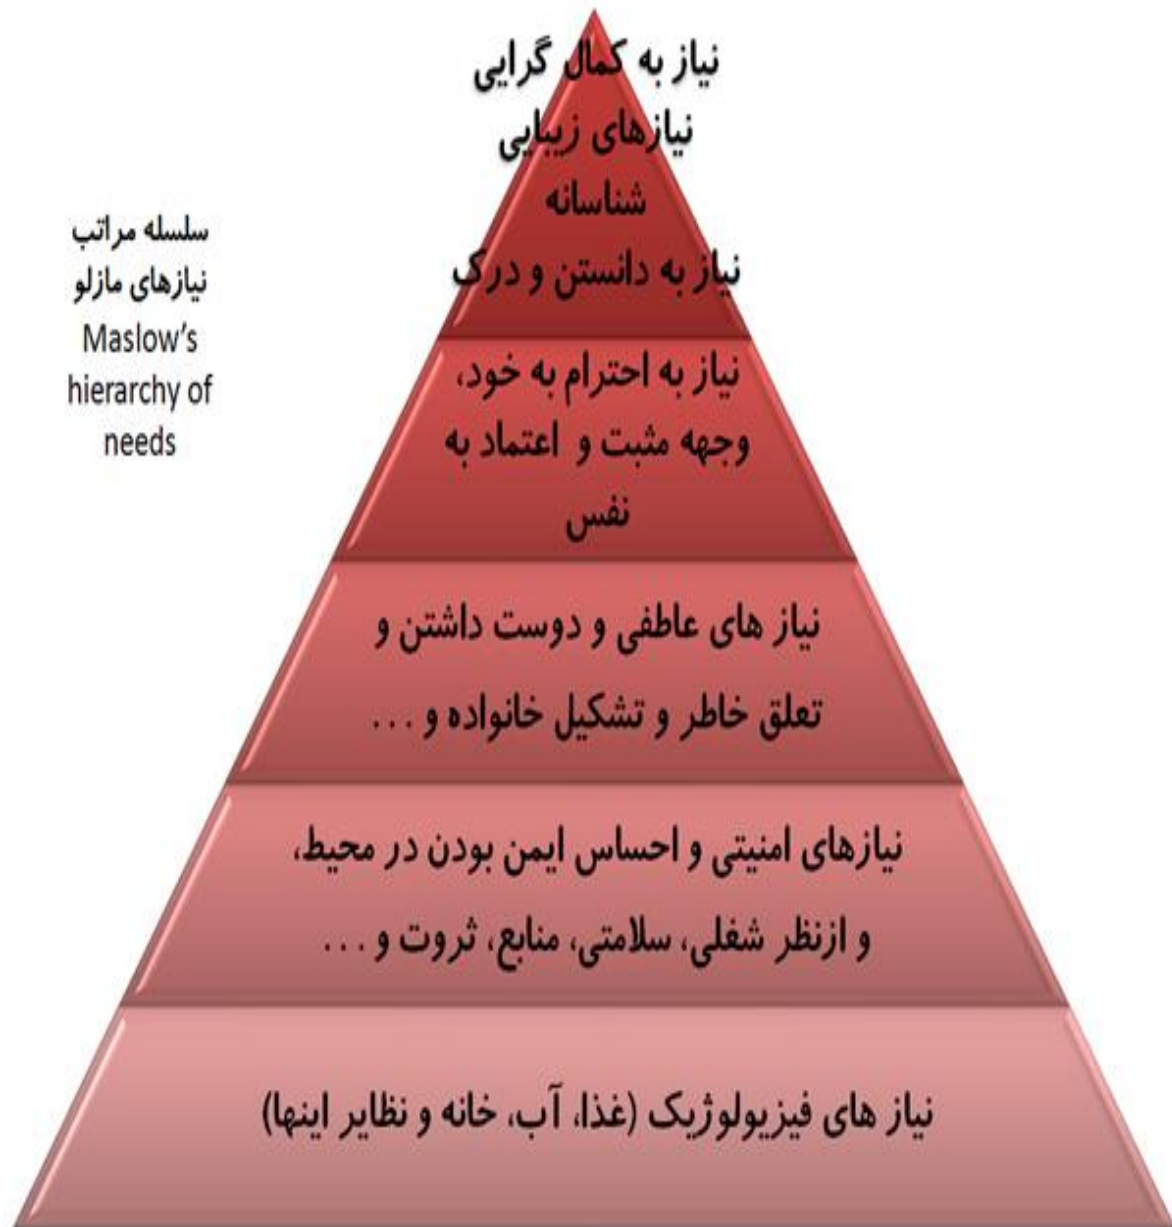 نیاز به کمال گرایی
نیازهای زیبایی
شناسانه
نیاز به دانستن و درک
سلسله مراتب
نیازهای مازلو
Maslow's
hierarchy of
needs
نیاز به احترام به خود،
وجهه مثبت و اعتماد به
نفس
نیاز های عاطفی و دوست داشتن و
تعلق خاطر و تشکیل خانواده و ...
نیازهای امنیتی و احساس ایمن بودن در محیط،
و ازنظر شغلی، سلامتی، منابع، ثروت و ...
نیاز های فیزیولوژیک (غذا، آب، خانه و نظایر اینها)